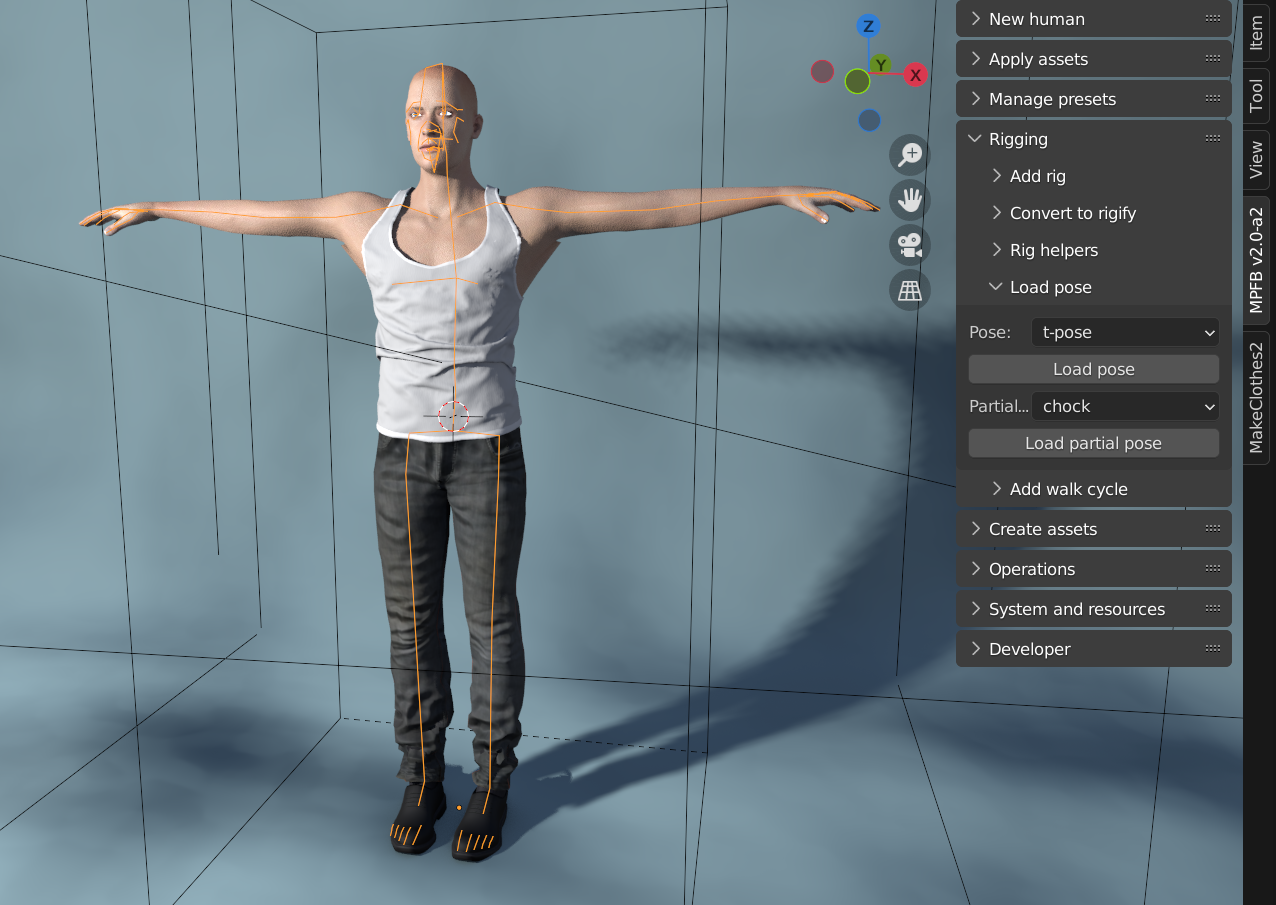 Z
Y
X
New human
Apply assets
Manage presets
Rigging
Add rig
Convert to rigify
Rig helpers
Load pose
Pose: t-pose
Load pose
Partial... chock
Load partial pose
Add walk cycle
Create assets
Operations
System and resources
Developer
Item
Tool
View
MPFB v2.0-a2
MakeClothes2